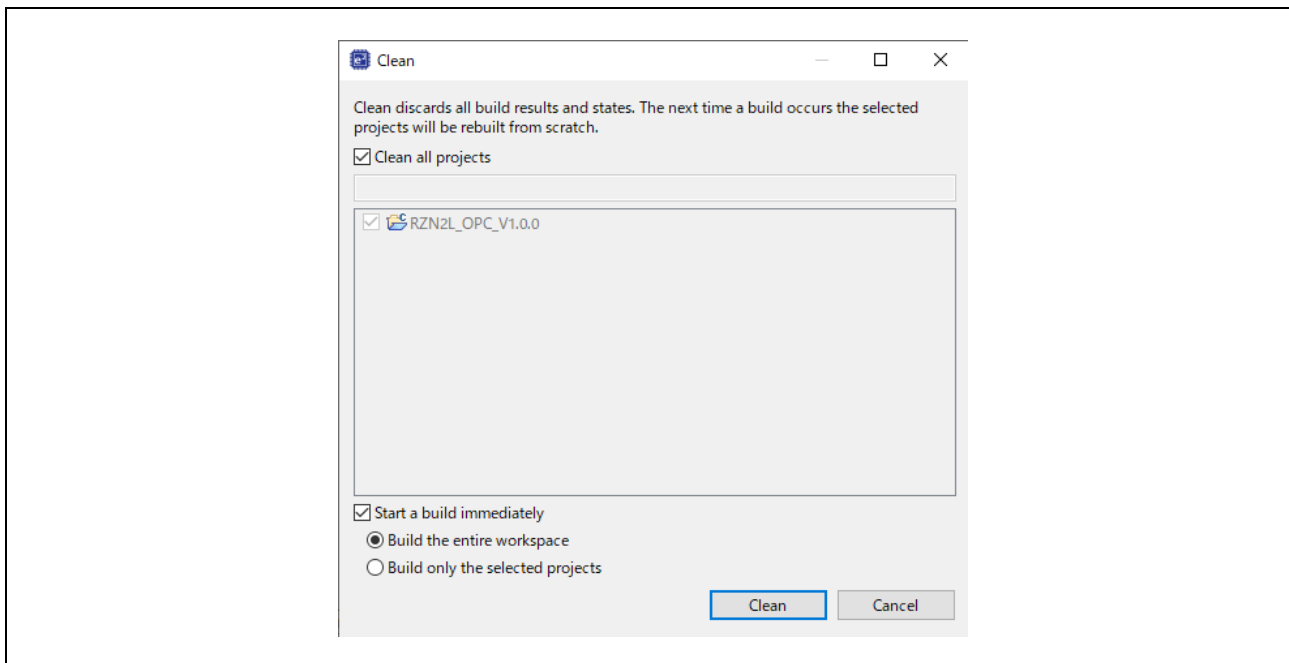 Clean
Clean discards all build results and states. The next time a build occurs the selected
projects will be rebuilt from scratch.
Clean all projects
RZN2L_OPC_V1.0.0
Start a build immediately
Build the entire workspace
Build only the selected projects
Clean Cancel